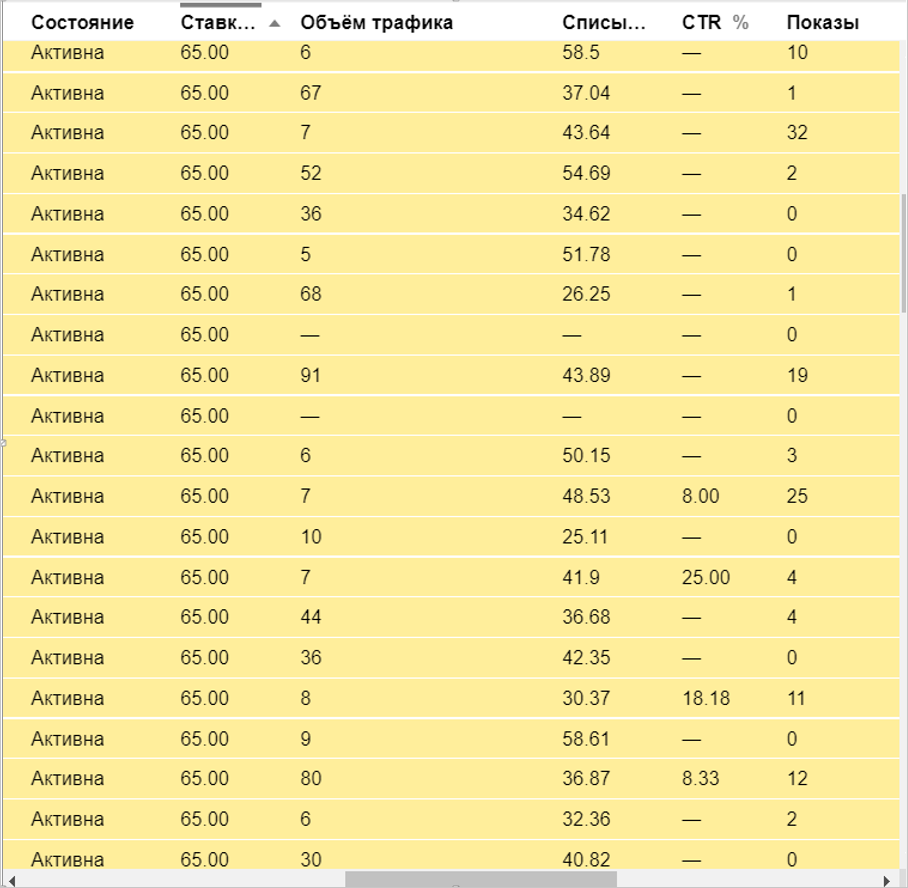 Состояние Ставк... Объём трафика Списы... CTR % Показы
Активна 65.00 6 58.5 — 10
Активна 65.00 67 37.04 — 1
Активна 65.00 7 43.64 — 32
Активна 65.00 52 54.69 — 2
Активна 65.00 36 34.62 — 0
Активна 65.00 5 51.78 — 0
Активна 65.00 68 26.25 — 1
Активна 65.00 — — — 0
Активна 65.00 91 43.89 — 19
Активна 65.00 — — — 0
Активна 65.00 6 50.15 — 3
Активна 65.00 7 48.53 8.00 25
Активна 65.00 10 25.11 — 0
Активна 65.00 7 41.9 25.00 4
Активна 65.00 44 36.68 — 4
Активна 65.00 36 42.35 — 0
Активна 65.00 8 30.37 18.18 11
Активна 65.00 9 58.61 — 0
Активна 65.00 80 36.87 8.33 12
Активна 65.00 6 32.36 — 2
Активна 65.00 30 40.82 — 0